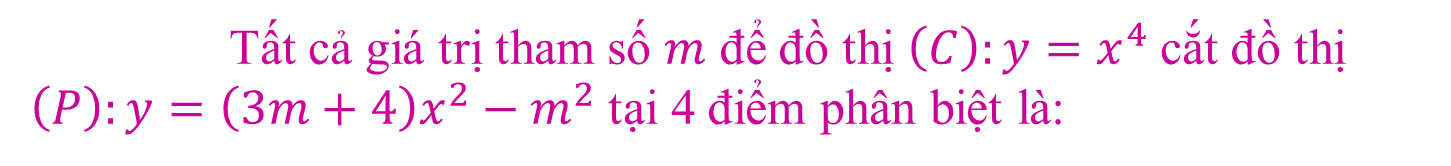 Tất cả giá trị tham số 𝑚 để đồ thị (𝐶): 𝑦 = 𝑥⁴ cắt đồ thị
(𝑃): 𝑦 = (3𝑚 + 4)𝑥² − 𝑚² tại 4 điểm phân biệt là: